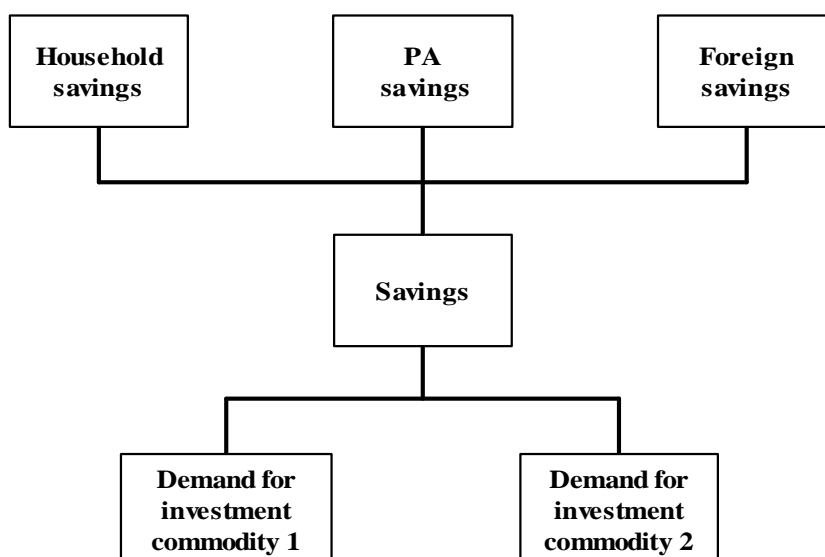 Household
savings
PA
savings
Foreign
savings
Savings
Demand for
investment
commodity 1
Demand for
investment
commodity 2